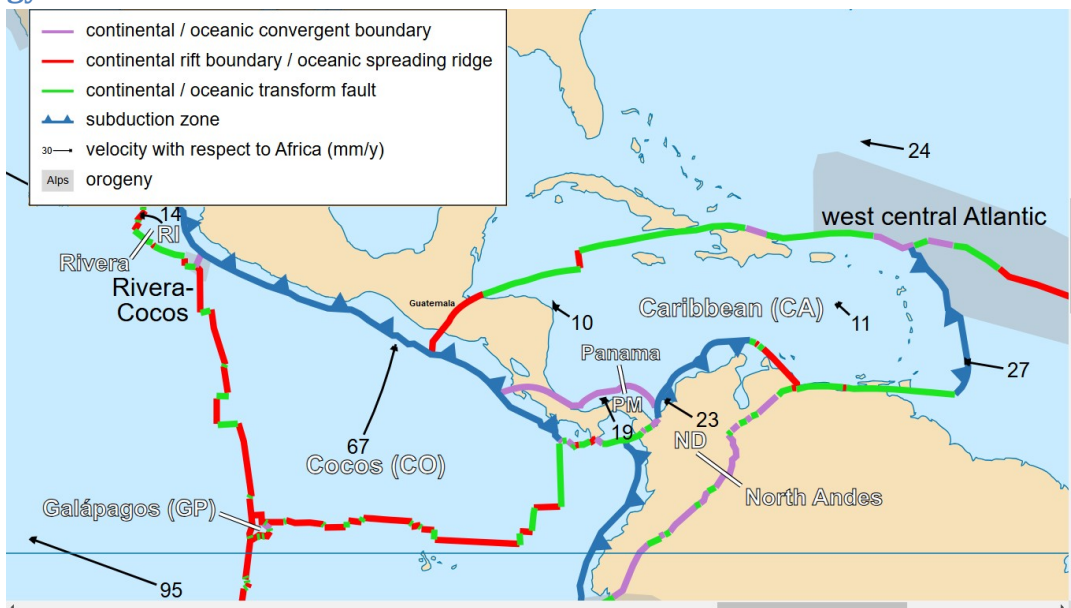 continental / oceanic convergent boundary
continental rift boundary / oceanic spreading ridge
continental / oceanic transform fault
subduction zone
30 velocity with respect to Africa (mm/y)
Alps orogeny
24
west central Atlantic
14
RI
Rivera
Rivera-
Cocos
Guatemala
10
Caribbean (CA)
11
Panama
27
PM
67
19
23
ND
Cocos (CO)
North Andes
Galápagos (GP)
95